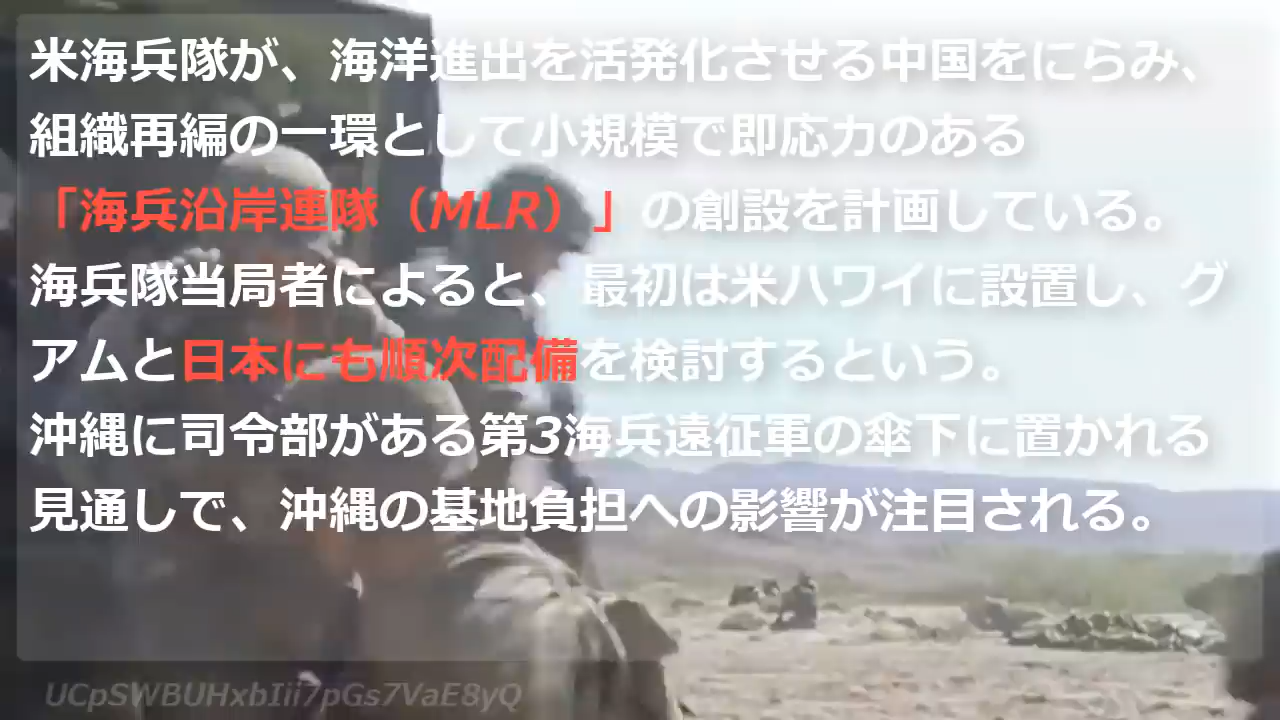 米海兵隊が、海洋進出を活発化させる中国をにらみ、
組織再編の一環として小規模で即応力のある
「海兵沿岸連隊（MLR）」の創設を計画している。
海兵隊当局者によると、最初は米ハワイに設置し、グ
アムと日本にも順次配備を検討するという。
沖縄に司令部がある第3海兵遠征軍の傘下に置かれる
見通しで、沖縄の基地負担への影響が注目される。
UCpSWBUHxbIii7pGs7VaE8yQ